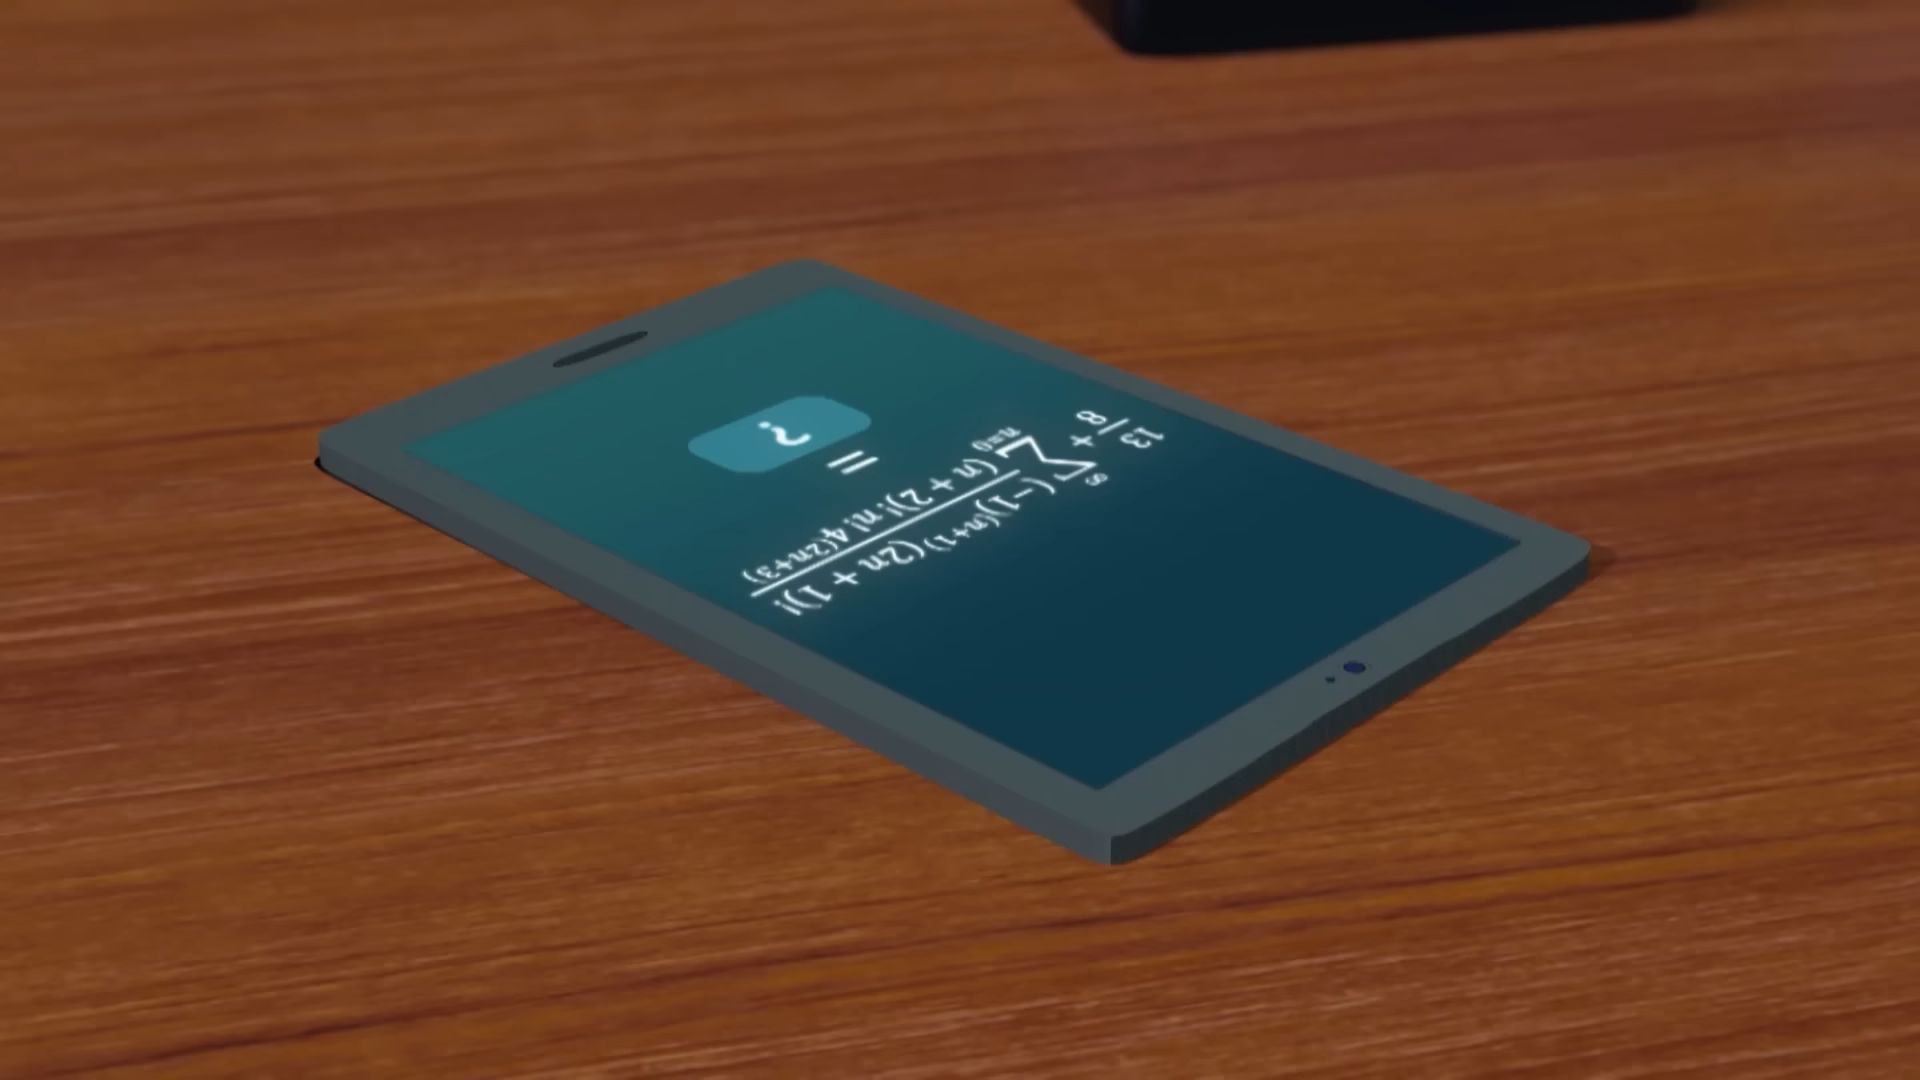 13/8 + ∑_{n=0}^{∞} (-1)^{(n+1)}(2n + 1)! / (n + 2)! n! 4^{(2n+3)}
=
?